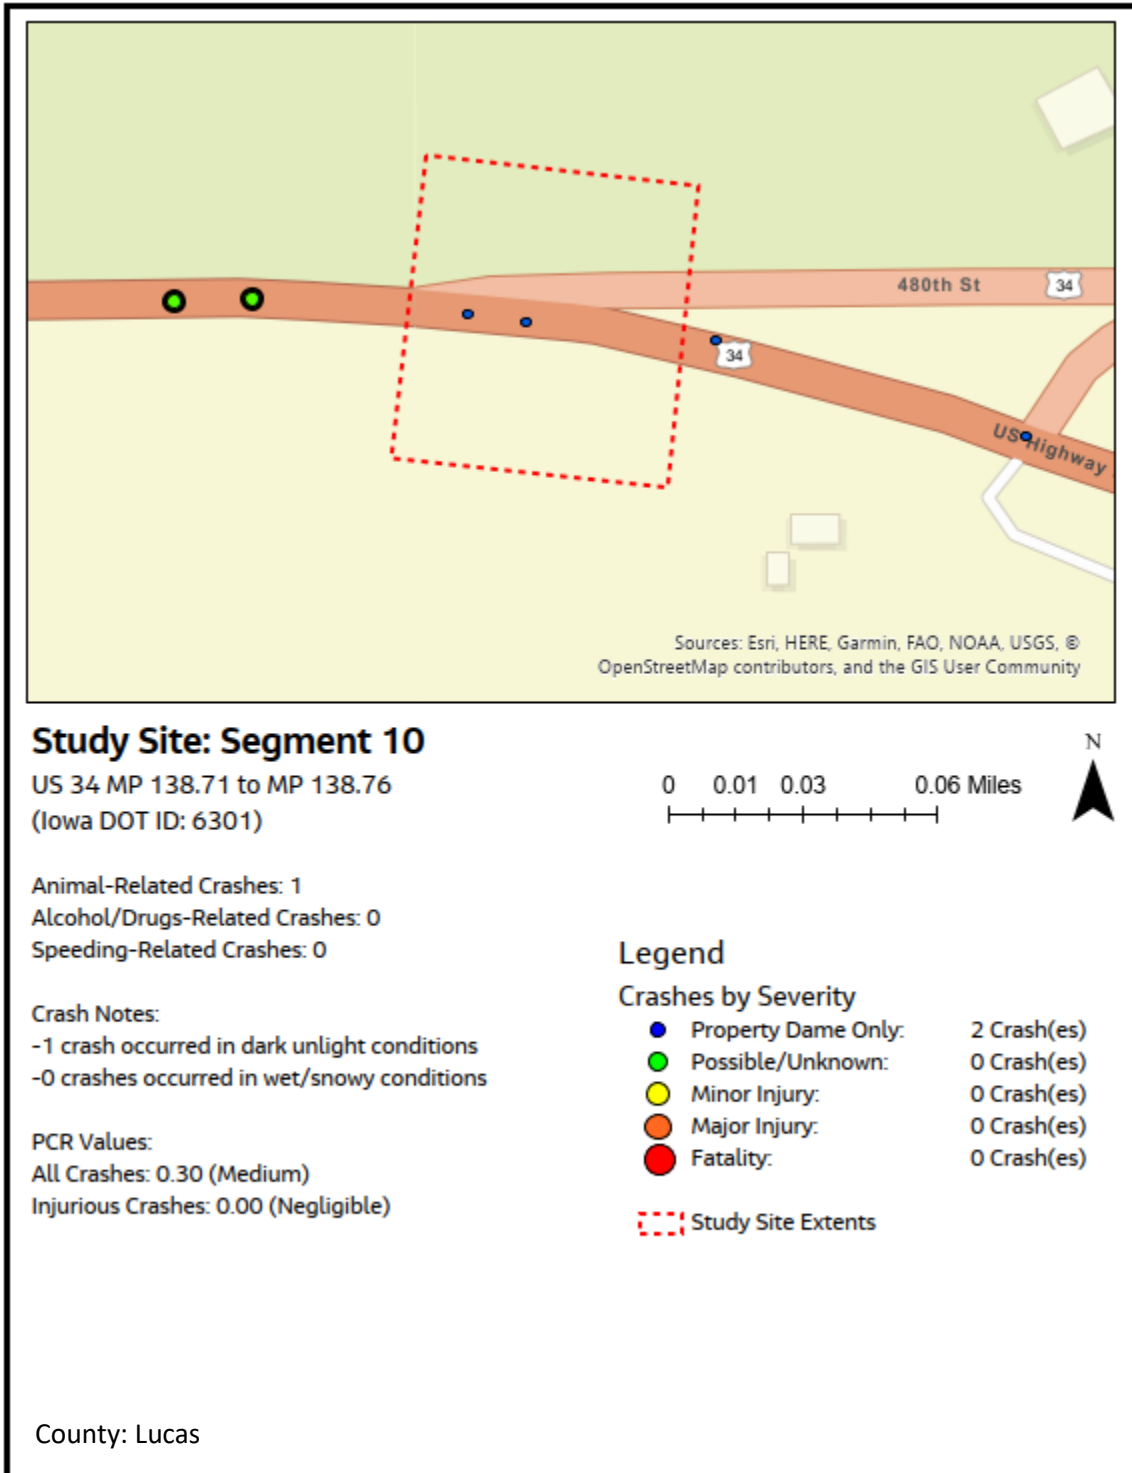 480th St
34
34
US Highway
Sources: Esri, HERE, Garmin, FAO, NOAA, USGS, ©
OpenStreetMap contributors, and the GIS User Community
Study Site: Segment 10
US 34 MP 138.71 to MP 138.76
(Iowa DOT ID: 6301)
0 0.01 0.03 0.06 Miles
N
Animal-Related Crashes: 1
Alcohol/Drugs-Related Crashes: 0
Speeding-Related Crashes: 0
Crash Notes:
-1 crash occurred in dark unlight conditions
-0 crashes occurred in wet/snowy conditions
PCR Values:
All Crashes: 0.30 (Medium)
Injurious Crashes: 0.00 (Negligible)
Legend
Crashes by Severity
Property Dame Only: 2 Crash(es)
Possible/Unknown: 0 Crash(es)
Minor Injury: 0 Crash(es)
Major Injury: 0 Crash(es)
Fatality: 0 Crash(es)
Study Site Extents
County: Lucas